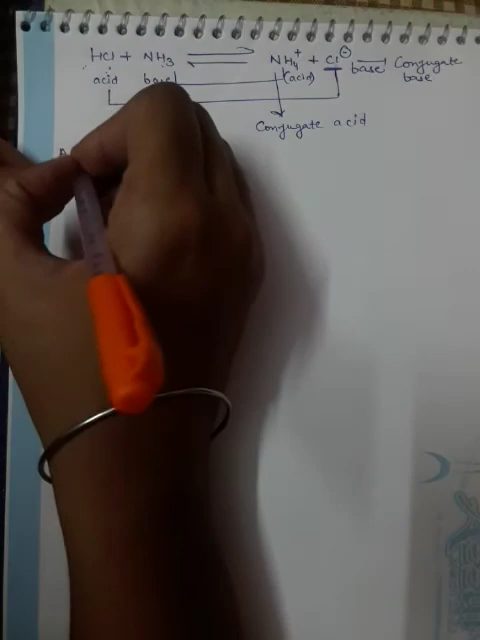 HCl + NH₃ ⇌ NH₄⁺ + Cl⊖
acid base (acid) base → Conjugate base
Conjugate acid